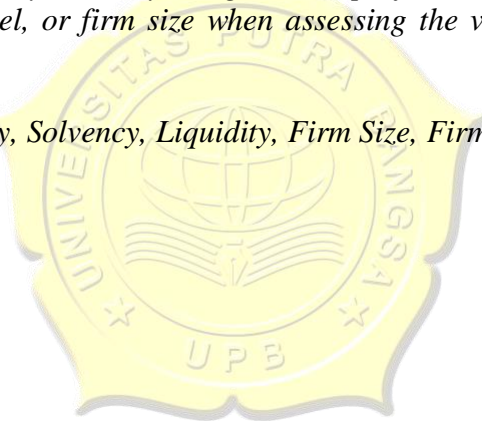 el, or firm size when assessing the v
y, Solvency, Liquidity, Firm Size, Firm
UNIVERSITAS PUTRA BANGSA
UPB